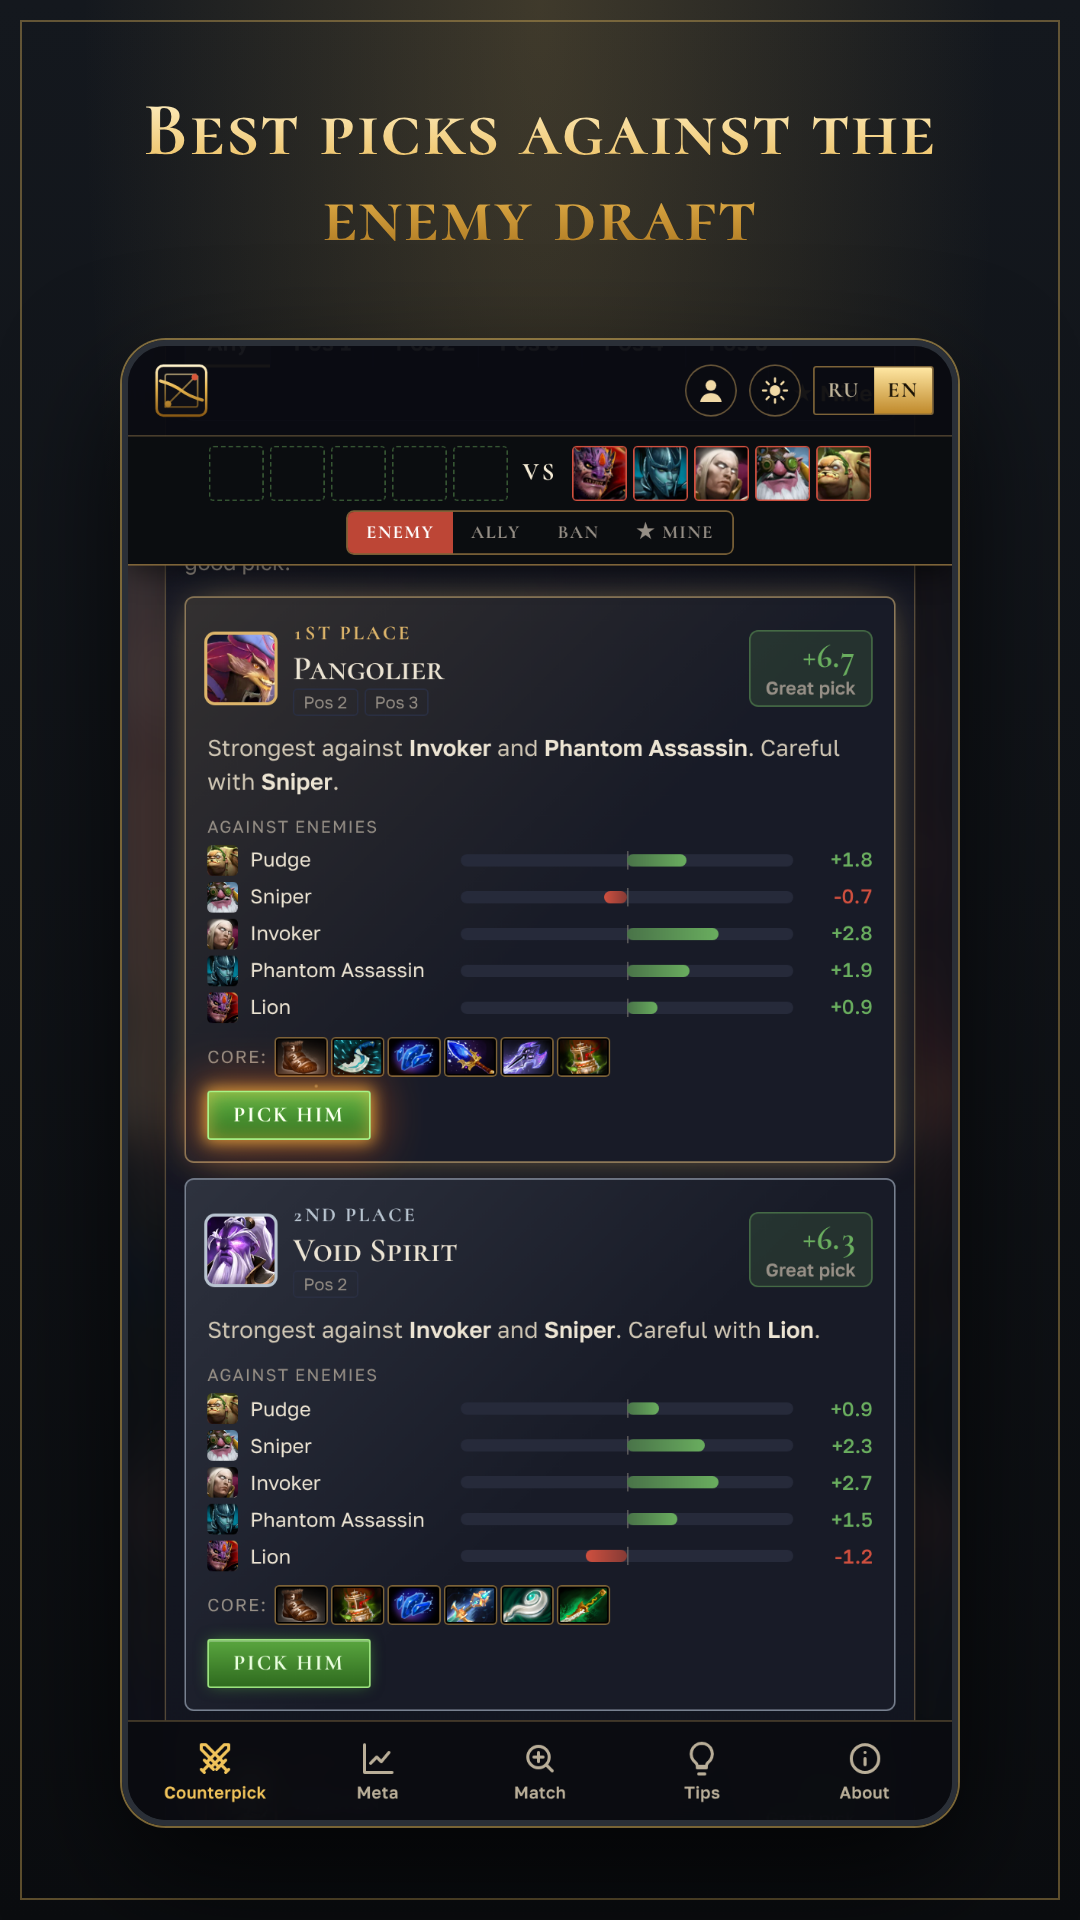 Best picks against the
enemy draft
RU EN
VS
ENEMY ALLY BAN ★ MINE
good pick.
1ST PLACE
Pangolier
Pos 2 Pos 3
+6.7
Great pick
Strongest against Invoker and Phantom Assassin. Careful
with Sniper.
AGAINST ENEMIES
Pudge +1.8
Sniper -0.7
Invoker +2.8
Phantom Assassin +1.9
Lion +0.9
CORE:
PICK HIM
2ND PLACE
Void Spirit
Pos 2
+6.3
Great pick
Strongest against Invoker and Sniper. Careful with Lion.
AGAINST ENEMIES
Pudge +0.9
Sniper +2.3
Invoker +2.7
Phantom Assassin +1.5
Lion -1.2
CORE:
PICK HIM
Counterpick Meta Match Tips About